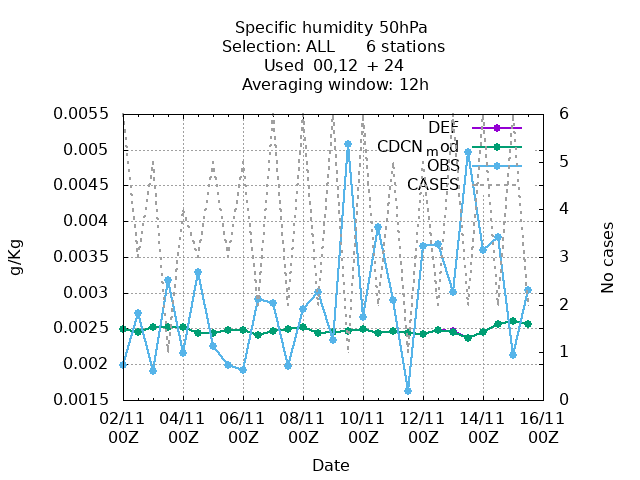 Specific humidity 50hPa
Selection: ALL 6 stations
Used 00,12 + 24
Averaging window: 12h
0.0055
0.005
0.0045
0.004
0.0035
0.003
0.0025
0.002
0.0015
6
5
4
3
2
1
0
DEF
CDCNmod
OBS
CASES
g/Kg
No cases
02/11 04/11 06/11 08/11 10/11 12/11 14/11 16/11
00Z 00Z 00Z 00Z 00Z 00Z 00Z 00Z
Date